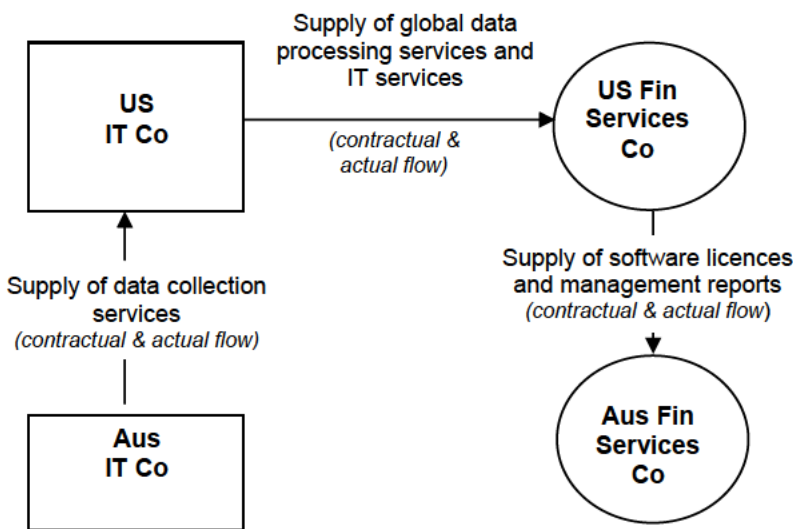 Supply of global data
processing services and
IT services
US
IT Co
(contractual &
actual flow)
US Fin
Services
Co
Supply of data collection
services
(contractual & actual flow)
Supply of software licences
and management reports
(contractual & actual flow)
Aus
IT Co
Aus Fin
Services
Co